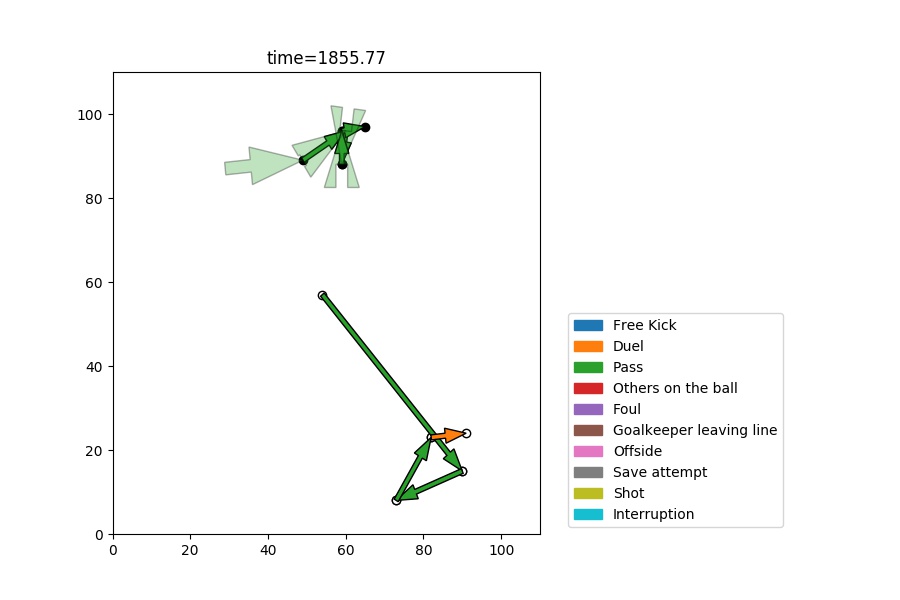 time=1855.77
100
80
60
40
20
0
0 20 40 60 80 100
Free Kick
Duel
Pass
Others on the ball
Foul
Goalkeeper leaving line
Offside
Save attempt
Shot
Interruption